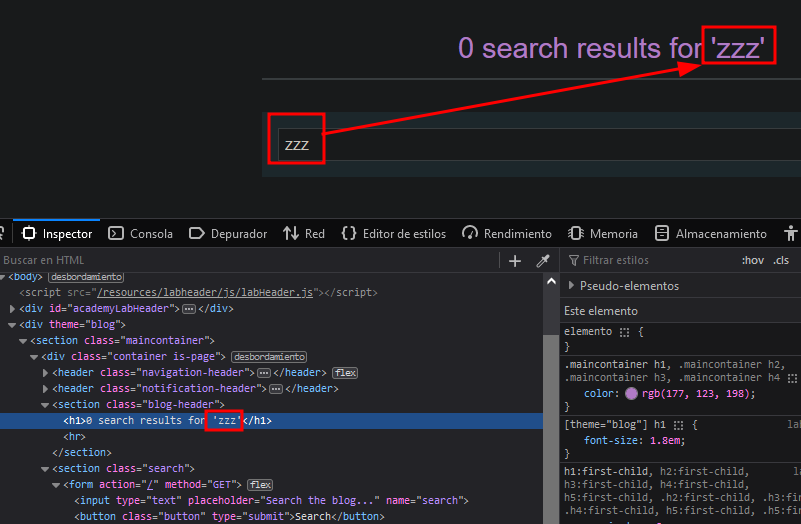 0 search results for 'zzz'
zzz
Inspector Consola Depurador Red Editor de estilos Rendimiento Memoria Almacenamiento
Buscar en HTML
Filtrar estilos :hov .cls
<body> desbordamiento
<script src="/resources/labheader/js/labHeader.js"></script>
<div id="academyLabHeader"></div>
<div theme="blog">
<section class="maincontainer">
<div class="container is-page"> desbordamiento
<header class="navigation-header"></header> flex
<header class="notification-header"></header>
<section class="blog-header">
<h1>0 search results for 'zzz'</h1>
<hr>
</section>
<section class="search">
<form action="/" method="GET"> flex
<input type="text" placeholder="Search the blog..." name="search">
<button class="button" type="submit">Search</button>
Pseudo-elementos
Este elemento
elemento {
}
.maincontainer h1, .maincontainer h2,
.maincontainer h3, .maincontainer h4
color: rgb(177, 123, 198);
}
[theme="blog"] h1 { la
font-size: 1.8em;
}
h1:first-child, h2:first-child,
h3:first-child, h4:first-child,
h5:first-child, .h2:first-child, .h3:
.h4:first-child, .h5:first-child,